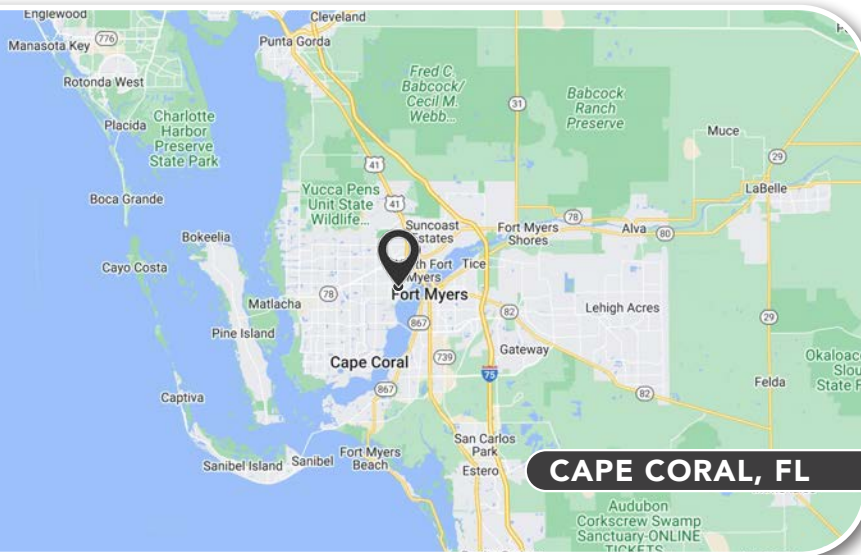 Englewood
Cleveland
Manasota Key
776
Punta Gorda
Rotonda West
Fred C.
Babcock/
Cecil M.
Webb...
31
Babcock
Ranch
Preserve
Placida
Charlotte
Harbor
Preserve
State Park
Muce
29
41
LaBelle
Boca Grande
Yucca Pens
Unit State
Wildlife...
41
78
Suncoast
Estates
Fort Myers
Shores
Alva
80
Bokeelia
Cayo Costa
Tice
Myers
Fort Myers
78
Matlacha
82
Lehigh Acres
29
867
Pine Island
Gateway
739
Cape Coral
75
Felda
State F
867
82
Captiva
San Carlos
Park
Fort Myers
Beach
Sanibel Island
Sanibel
Estero
CAPE CORAL, FL
Audubon
Corkscrew Swamp
Sanctuary-ONLINE
TICKETS